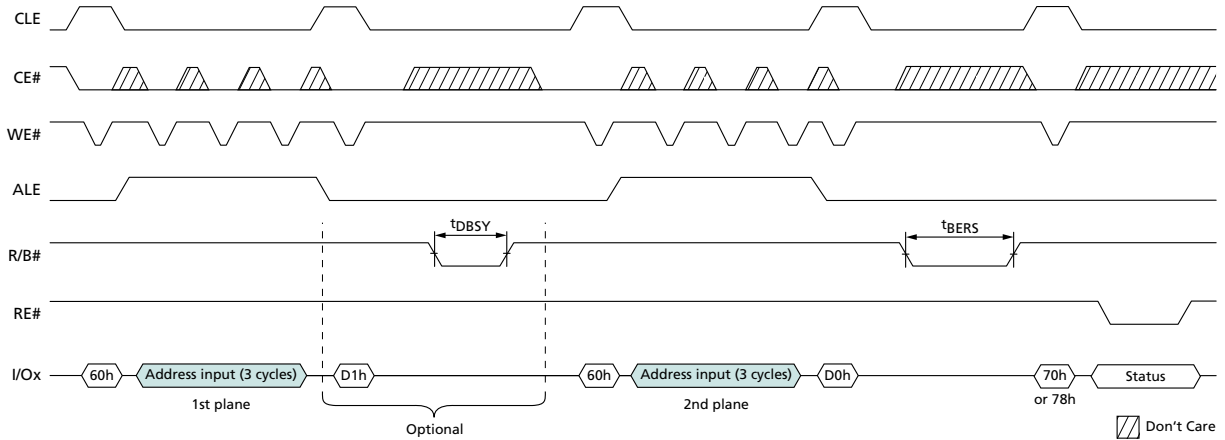 CLE
CE#
WE#
ALE
tDBSY
tBERS
R/B#
RE#
I/Ox
60h
Address input (3 cycles)
D1h
60h
Address input (3 cycles)
D0h
70h
Status
1st plane
2nd plane
or 78h
Optional
Don‘t Care